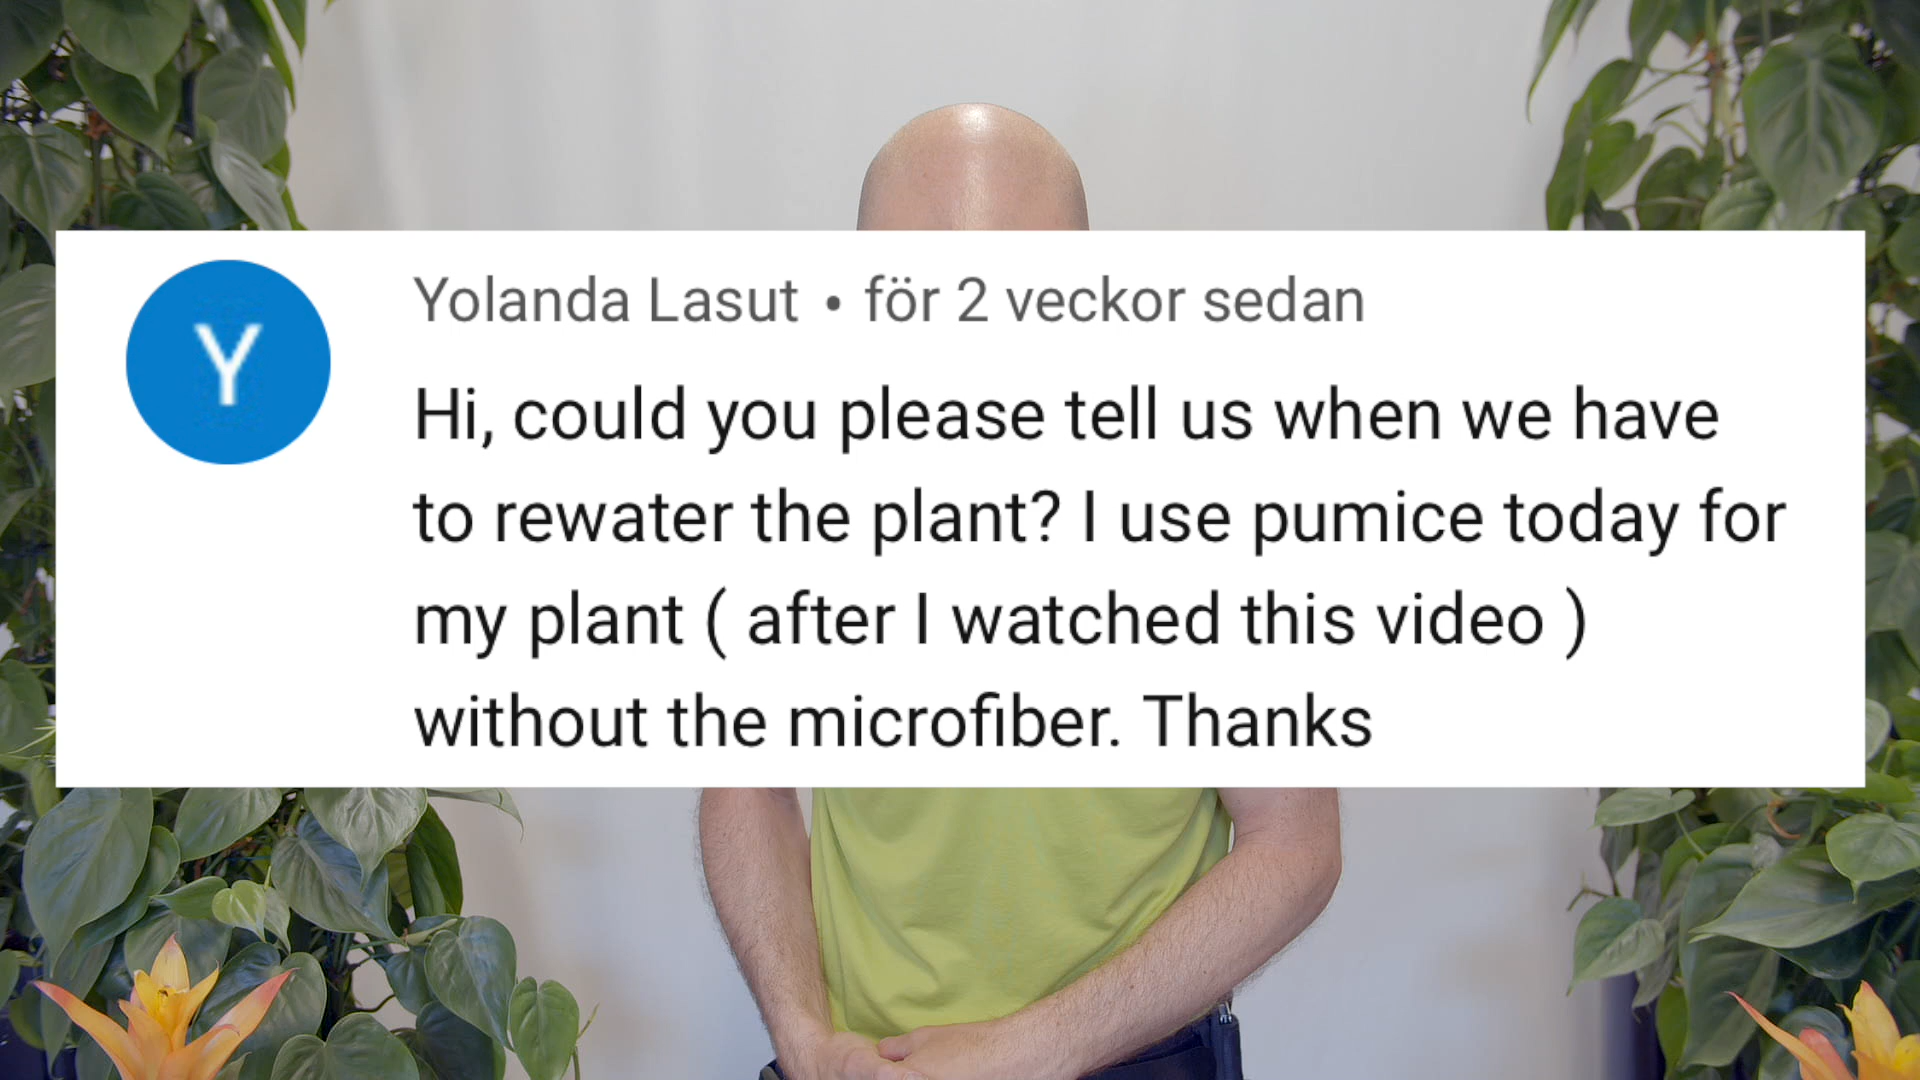 Y
Yolanda Lasut • för 2 veckor sedan
Hi, could you please tell us when we have
to rewater the plant? I use pumice today for
my plant ( after I watched this video )
without the microfiber. Thanks